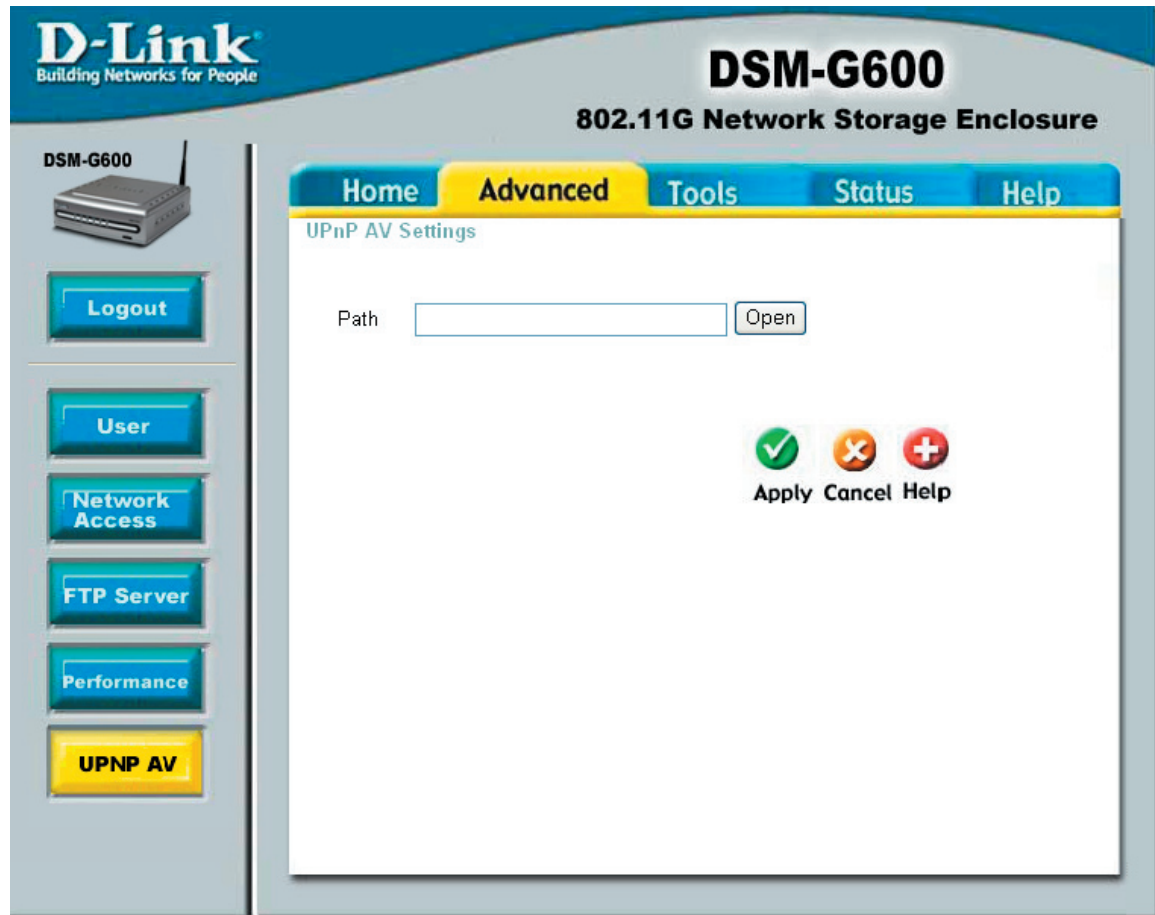 D-Link
Building Networks for People
DSM-G600
802.11G Network Storage Enclosure
DSM-G600
Home Advanced Tools Status Help
UPnP AV Settings
Logout
Path Open
User
Apply Cancel Help
Network
Access
FTP Server
Performance
UPNP AV